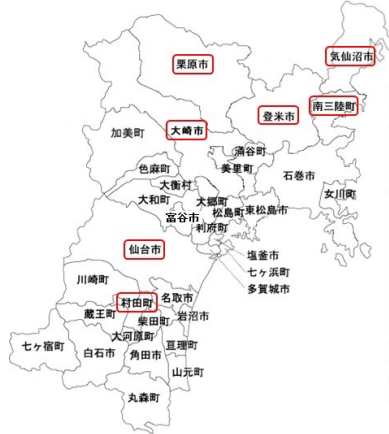 栗原市
気仙沼市
南三陸町
登米市
大崎市
加美町
涌谷町
美里町
色麻町
石巻市
大衡村
女川町
大和町
大郷町
松島町
東松島市
富谷市
利府町
仙台市
塩釜市
七ヶ浜町
多賀城市
川崎町
名取市
村田町
蔵王町
柴田町
岩沼市
大河原町
七ヶ宿町
白石市
角田市
亘理町
山元町
丸森町